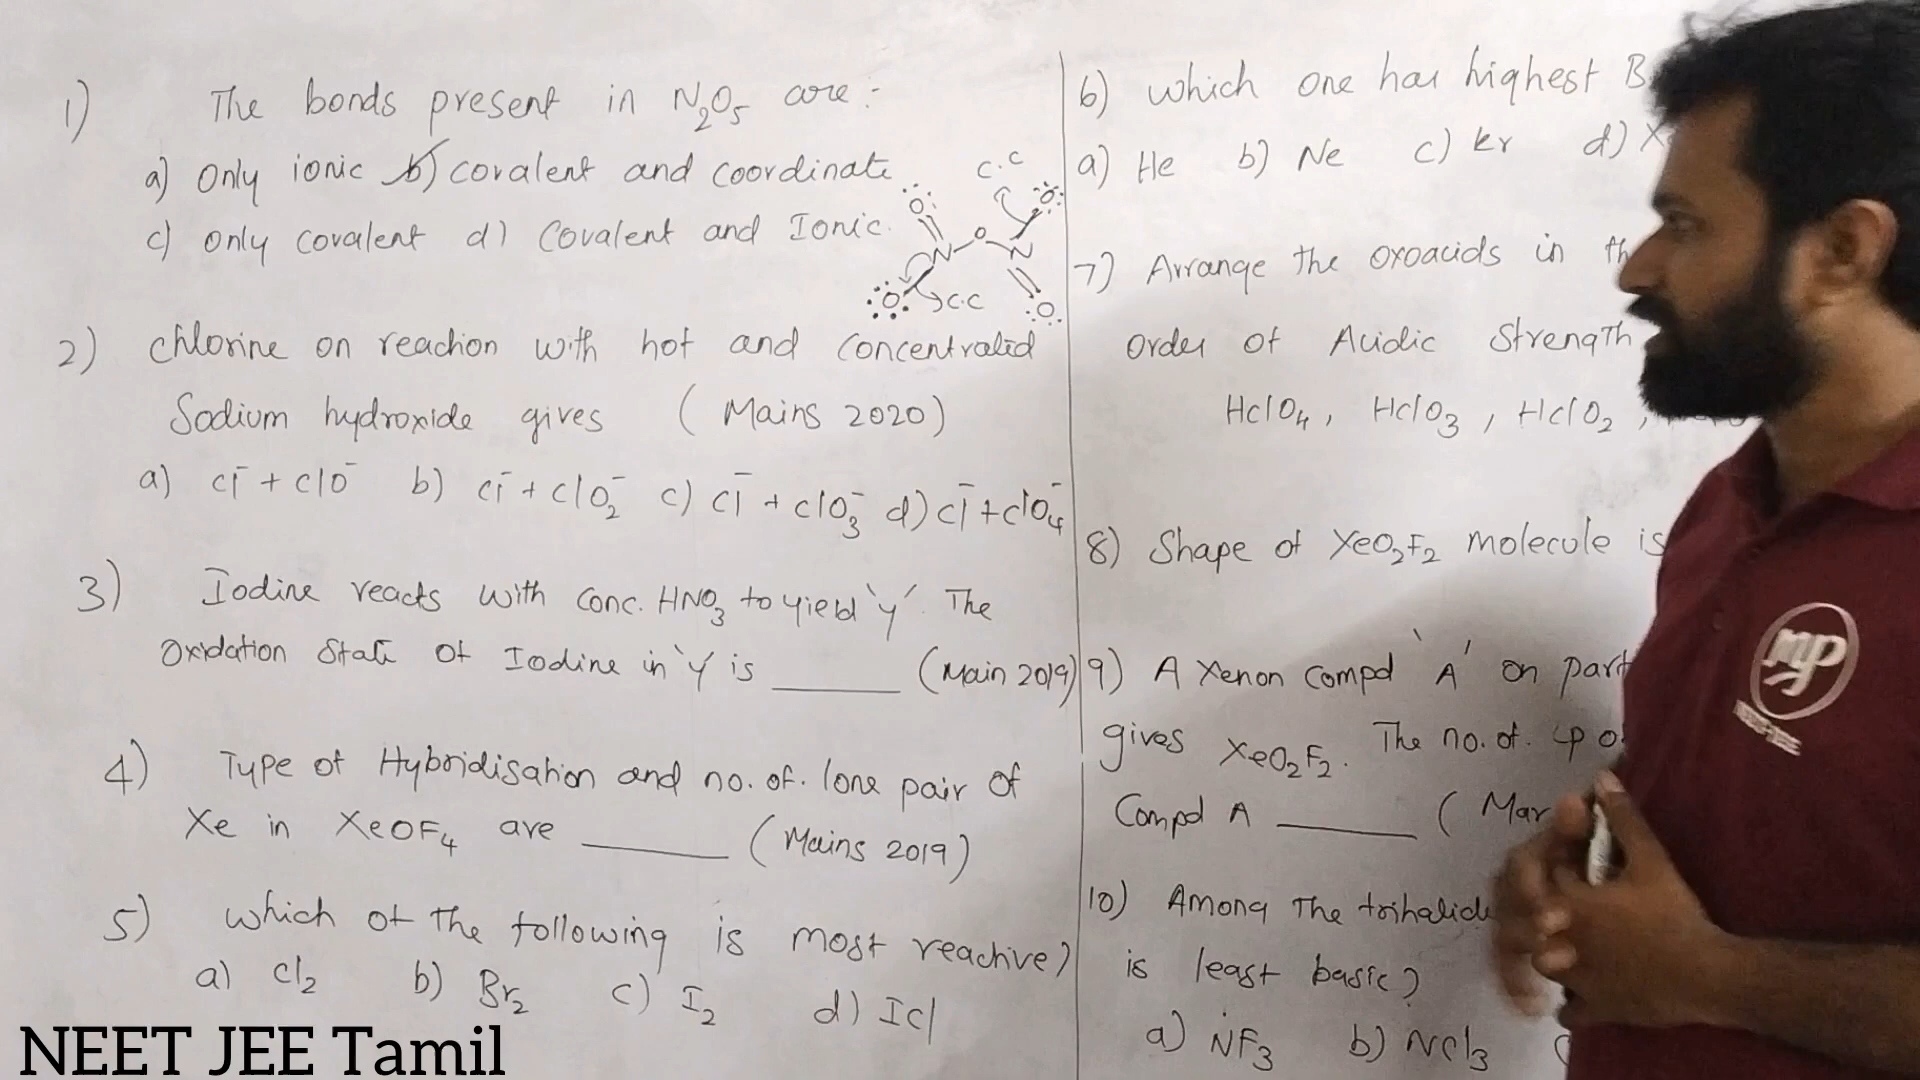 1) The bonds present in N₂O₅ are :-
a) Only ionic b) covalent and coordinate
c) only covalent d) Covalent and Ionic.
C.C
O O
N O N
O C.C O
2) Chlorine on reaction with hot and Concentrated
Sodium hydroxide gives ( Mains 2020)
a) Cl⁻ + ClO⁻ b) Cl⁻ + ClO₂⁻ c) Cl⁻ + ClO₃⁻ d) Cl⁻ + ClO₄⁻
3) Iodine reacts with Conc. HNO₃ to yield 'y'. The
Oxidation State of Iodine in 'y' is ______ (Main 2019)
4) Type of Hybridisation and no. of. lone pair of
Xe in XeOF₄ are ______ (Mains 2019)
5) Which of the following is most reactive?
a) Cl₂ b) Br₂ c) I₂ d) ICl
6) Which one has highest B
a) He b) Ne c) Kr d) X
7) Arrange the oxoacids in th
Order of Acidic Strength
HClO₄, HClO₃, HClO₂,
8) Shape of XeO₂F₂ molecule is
9) A Xenon Compd 'A' on part
gives XeO₂F₂. The no. of. lp o
Compd A ______ (Mar
10) Among The trihalide
is least basic?
a) NF₃ b) NCl₃
mp
NEET JEE Tamil